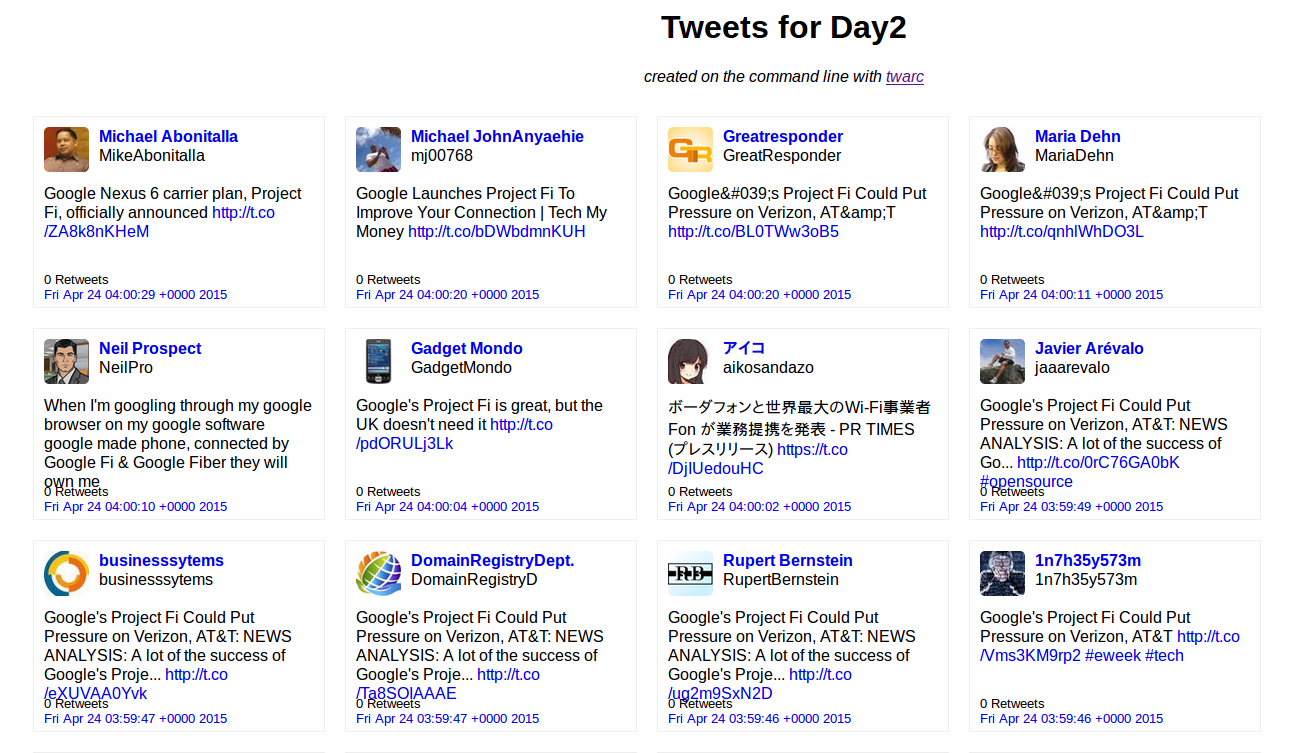 Tweets for Day2
created on the command line with twarc
Michael Abonitalla
MikeAbonitalla
Google Nexus 6 carrier plan, Project
Fi, officially announced http://t.co
/ZA8k8nKHeM
0 Retweets
Fri Apr 24 04:00:29 +0000 2015
Michael JohnAnyaehie
mj00768
Google Launches Project Fi To
Improve Your Connection | Tech My
Money http://t.co/bDWbdmnKUH
0 Retweets
Fri Apr 24 04:00:20 +0000 2015
GR
Greatresponder
GreatResponder
Google&#039;s Project Fi Could Put
Pressure on Verizon, AT&amp;T
http://t.co/BL0TWw3oB5
0 Retweets
Fri Apr 24 04:00:20 +0000 2015
Maria Dehn
MariaDehn
Google&#039;s Project Fi Could Put
Pressure on Verizon, AT&amp;T
http://t.co/qnhlWhDO3L
0 Retweets
Fri Apr 24 04:00:11 +0000 2015
Neil Prospect
NeilPro
When I'm googling through my google
browser on my google software
google made phone, connected by
Google Fi & Google Fiber they will
own me
0 Retweets
Fri Apr 24 04:00:10 +0000 2015
Gadget Mondo
GadgetMondo
Google's Project Fi is great, but the
UK doesn't need it http://t.co
/pdORULj3Lk
0 Retweets
Fri Apr 24 04:00:04 +0000 2015
アイコ
aikosandazo
ボーダフォンと世界最大のWi-Fi事業者
Fon が業務提携を発表 - PR TIMES
(プレスリリース) https://t.co
/DjIUedouHC
0 Retweets
Fri Apr 24 04:00:02 +0000 2015
Javier Arévalo
jaaarevalo
Google's Project Fi Could Put
Pressure on Verizon, AT&T: NEWS
ANALYSIS: A lot of the success of
Go... http://t.co/0rC76GA0bK
#opensource
0 Retweets
Fri Apr 24 03:59:49 +0000 2015
businesssytems
businesssytems
Google's Project Fi Could Put
Pressure on Verizon, AT&T: NEWS
ANALYSIS: A lot of the success of
Google's Proje... http://t.co
/eXUVAA0Yvk
0 Retweets
Fri Apr 24 03:59:47 +0000 2015
DomainRegistryDept.
DomainRegistryD
Google's Project Fi Could Put
Pressure on Verizon, AT&T: NEWS
ANALYSIS: A lot of the success of
Google's Proje... http://t.co
/Ta8SOIAAAE
0 Retweets
Fri Apr 24 03:59:47 +0000 2015
RB
Rupert Bernstein
RupertBernstein
Google's Project Fi Could Put
Pressure on Verizon, AT&T: NEWS
ANALYSIS: A lot of the success of
Google's Proje... http://t.co
/ug2m9SxN2D
0 Retweets
Fri Apr 24 03:59:46 +0000 2015
1n7h35y573m
1n7h35y573m
Google's Project Fi Could Put
Pressure on Verizon, AT&T http://t.co
/Vms3KM9rp2 #eweek #tech
0 Retweets
Fri Apr 24 03:59:46 +0000 2015